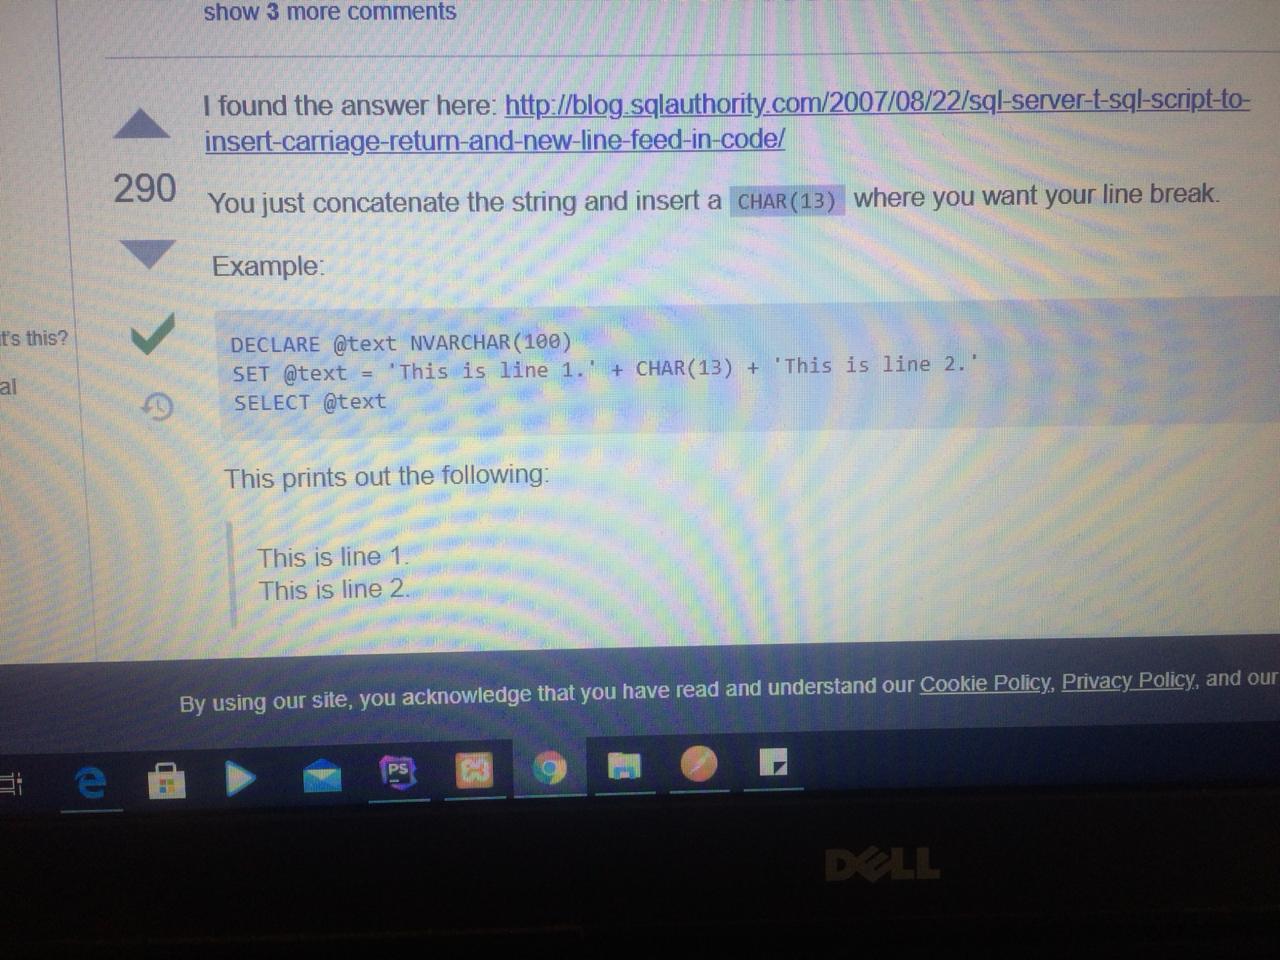 show 3 more comments
I found the answer here: http://blog.sqlauthority.com/2007/08/22/sql-server-t-sql-script-to-
insert-carriage-return-and-new-line-feed-in-code/
290
You just concatenate the string and insert a CHAR(13) where you want your line break.
Example:
t's this?
al
DECLARE @text NVARCHAR(100)
SET @text = 'This is line 1.' + CHAR(13) + 'This is line 2.'
SELECT @text
This prints out the following:
This is line 1.
This is line 2.
By using our site, you acknowledge that you have read and understand our Cookie Policy, Privacy Policy, and our
PS
DELL